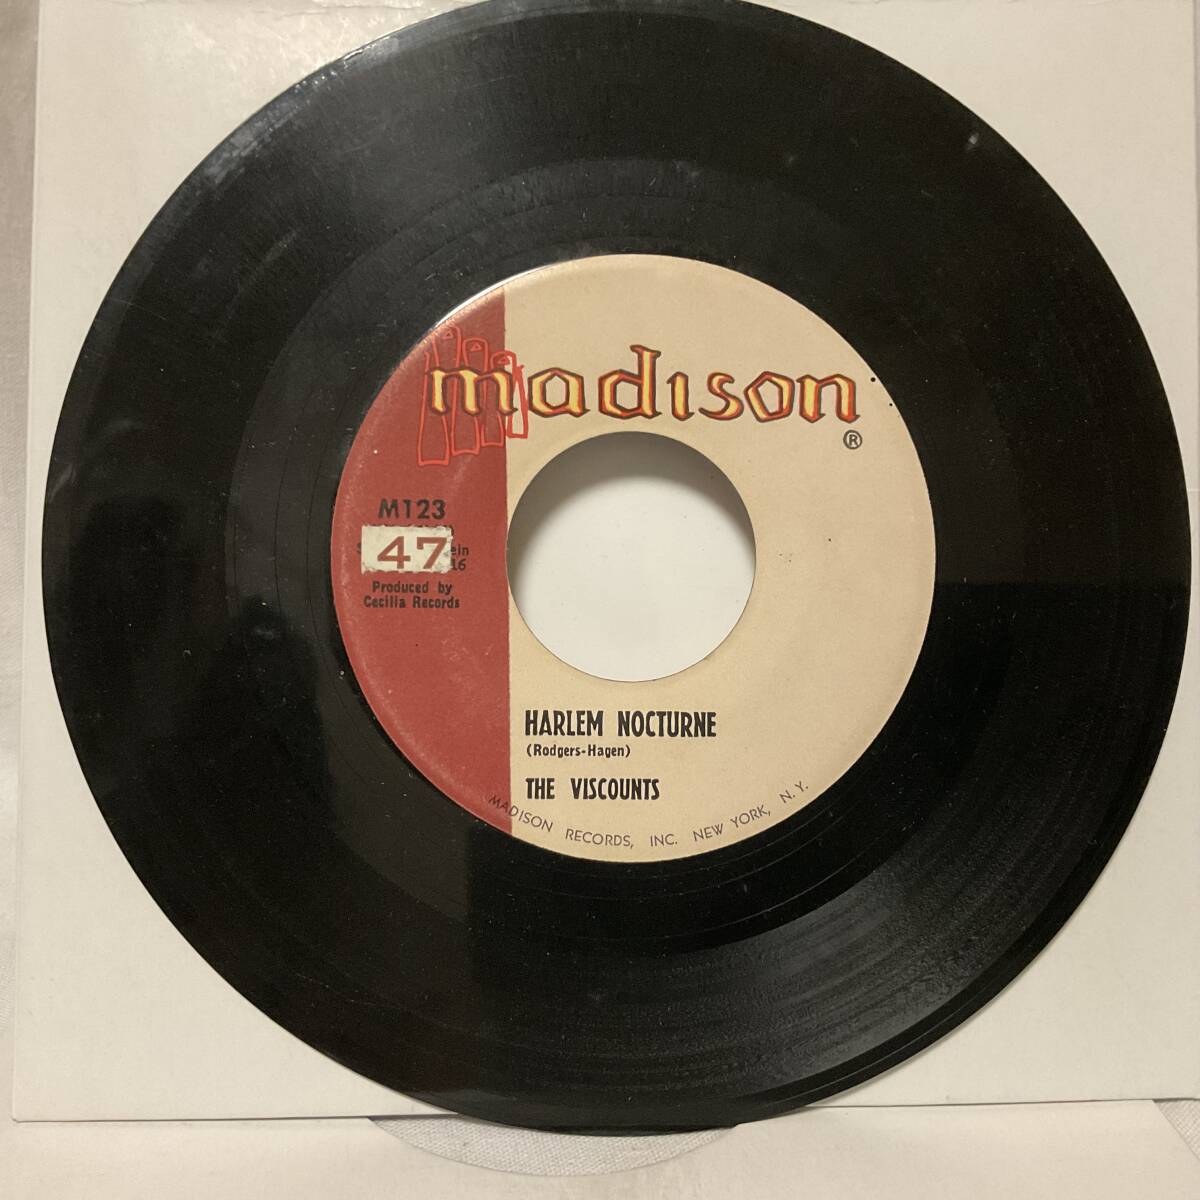 madison
®
M123
47
Produced by
Cecilia Records
HARLEM NOCTURNE
(Rodgers-Hagen)
THE VISCOUNTS
MADISON RECORDS, INC. NEW YORK, N.Y.